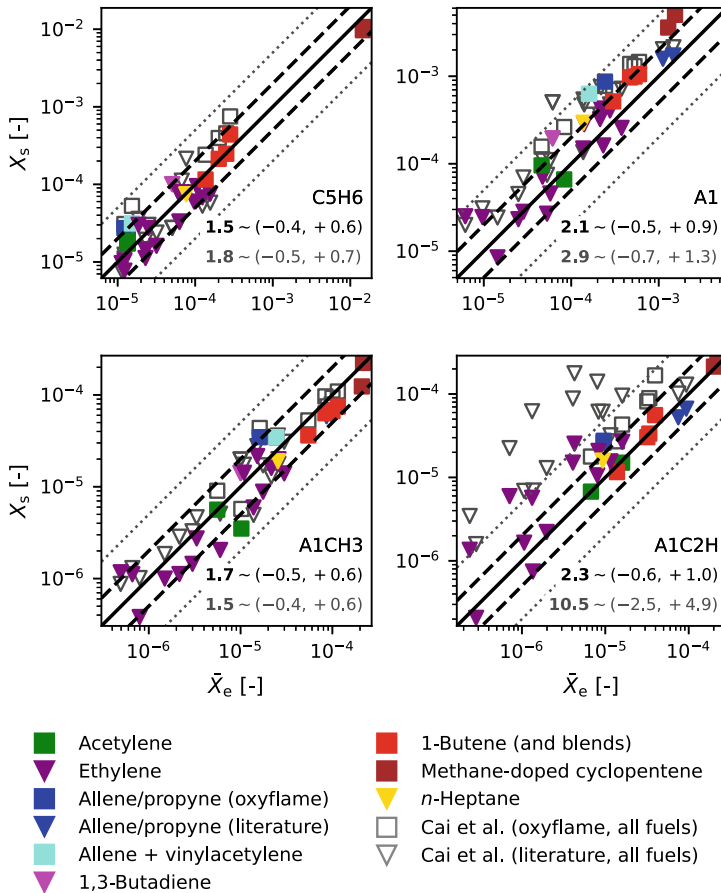 10⁻²
10⁻³
10⁻⁴
10⁻⁵
X_s [-]
C5H6
1.5 ~ (−0.4, +0.6)
1.8 ~ (−0.5, +0.7)
10⁻⁵ 10⁻⁴ 10⁻³ 10⁻²
10⁻³
10⁻⁴
10⁻⁵
A1
2.1 ~ (−0.5, +0.9)
2.9 ~ (−0.7, +1.3)
10⁻⁵ 10⁻⁴ 10⁻³
10⁻⁴
10⁻⁵
10⁻⁶
X_s [-]
A1CH3
1.7 ~ (−0.5, +0.6)
1.5 ~ (−0.4, +0.6)
10⁻⁶ 10⁻⁵ 10⁻⁴
X̄_e [-]
10⁻⁴
10⁻⁵
10⁻⁶
A1C2H
2.3 ~ (−0.6, +1.0)
10.5 ~ (−2.5, +4.9)
10⁻⁶ 10⁻⁵ 10⁻⁴
X̄_e [-]
Acetylene
Ethylene
Allene/propyne (oxyflame)
Allene/propyne (literature)
Allene + vinylacetylene
1,3-Butadiene
1-Butene (and blends)
Methane-doped cyclopentene
n-Heptane
Cai et al. (oxyflame, all fuels)
Cai et al. (literature, all fuels)